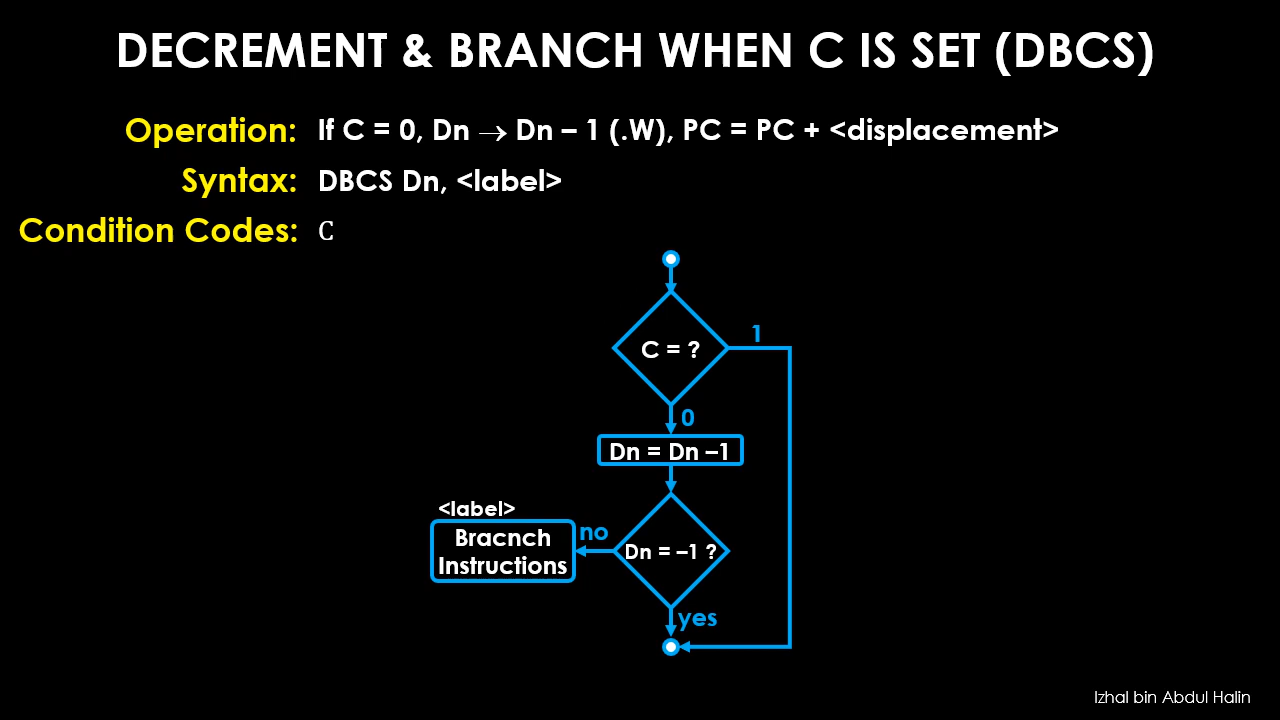 DECREMENT & BRANCH WHEN C IS SET (DBCS)
Operation: If C = 0, Dn → Dn – 1 (.W), PC = PC + <displacement>
Syntax: DBCS Dn, <label>
Condition Codes: C
C = ?
1
0
Dn = Dn –1
<label>
Bracnch
Instructions
no
Dn = –1 ?
yes
Izhal bin Abdul Halin